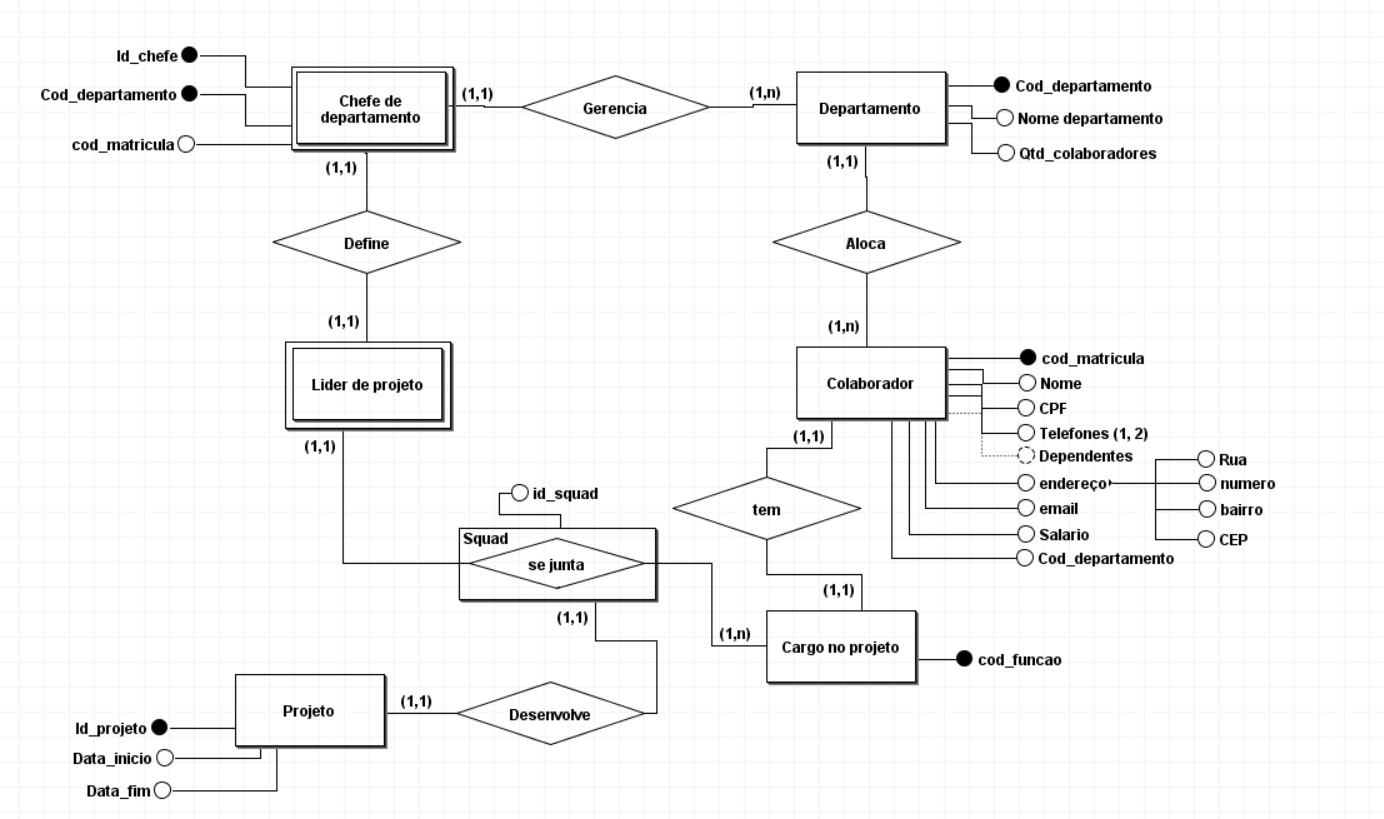 Id_chefe
Cod_departamento
cod_matricula
Chefe de
departamento
(1,1)
Gerencia
(1,n)
Departamento
Cod_departamento
Nome departamento
Qtd_colaboradores
(1,1)
(1,1)
Define
Aloca
(1,1)
(1,n)
Lider de projeto
Colaborador
cod_matricula
Nome
CPF
Telefones (1, 2)
Dependentes
endereço
email
Salario
Cod_departamento
Rua
numero
bairro
CEP
(1,1)
(1,1)
id_squad
tem
Squad
se junta
(1,1)
(1,1)
(1,n)
Cargo no projeto
cod_funcao
Projeto
(1,1)
Desenvolve
Id_projeto
Data_inicio
Data_fim